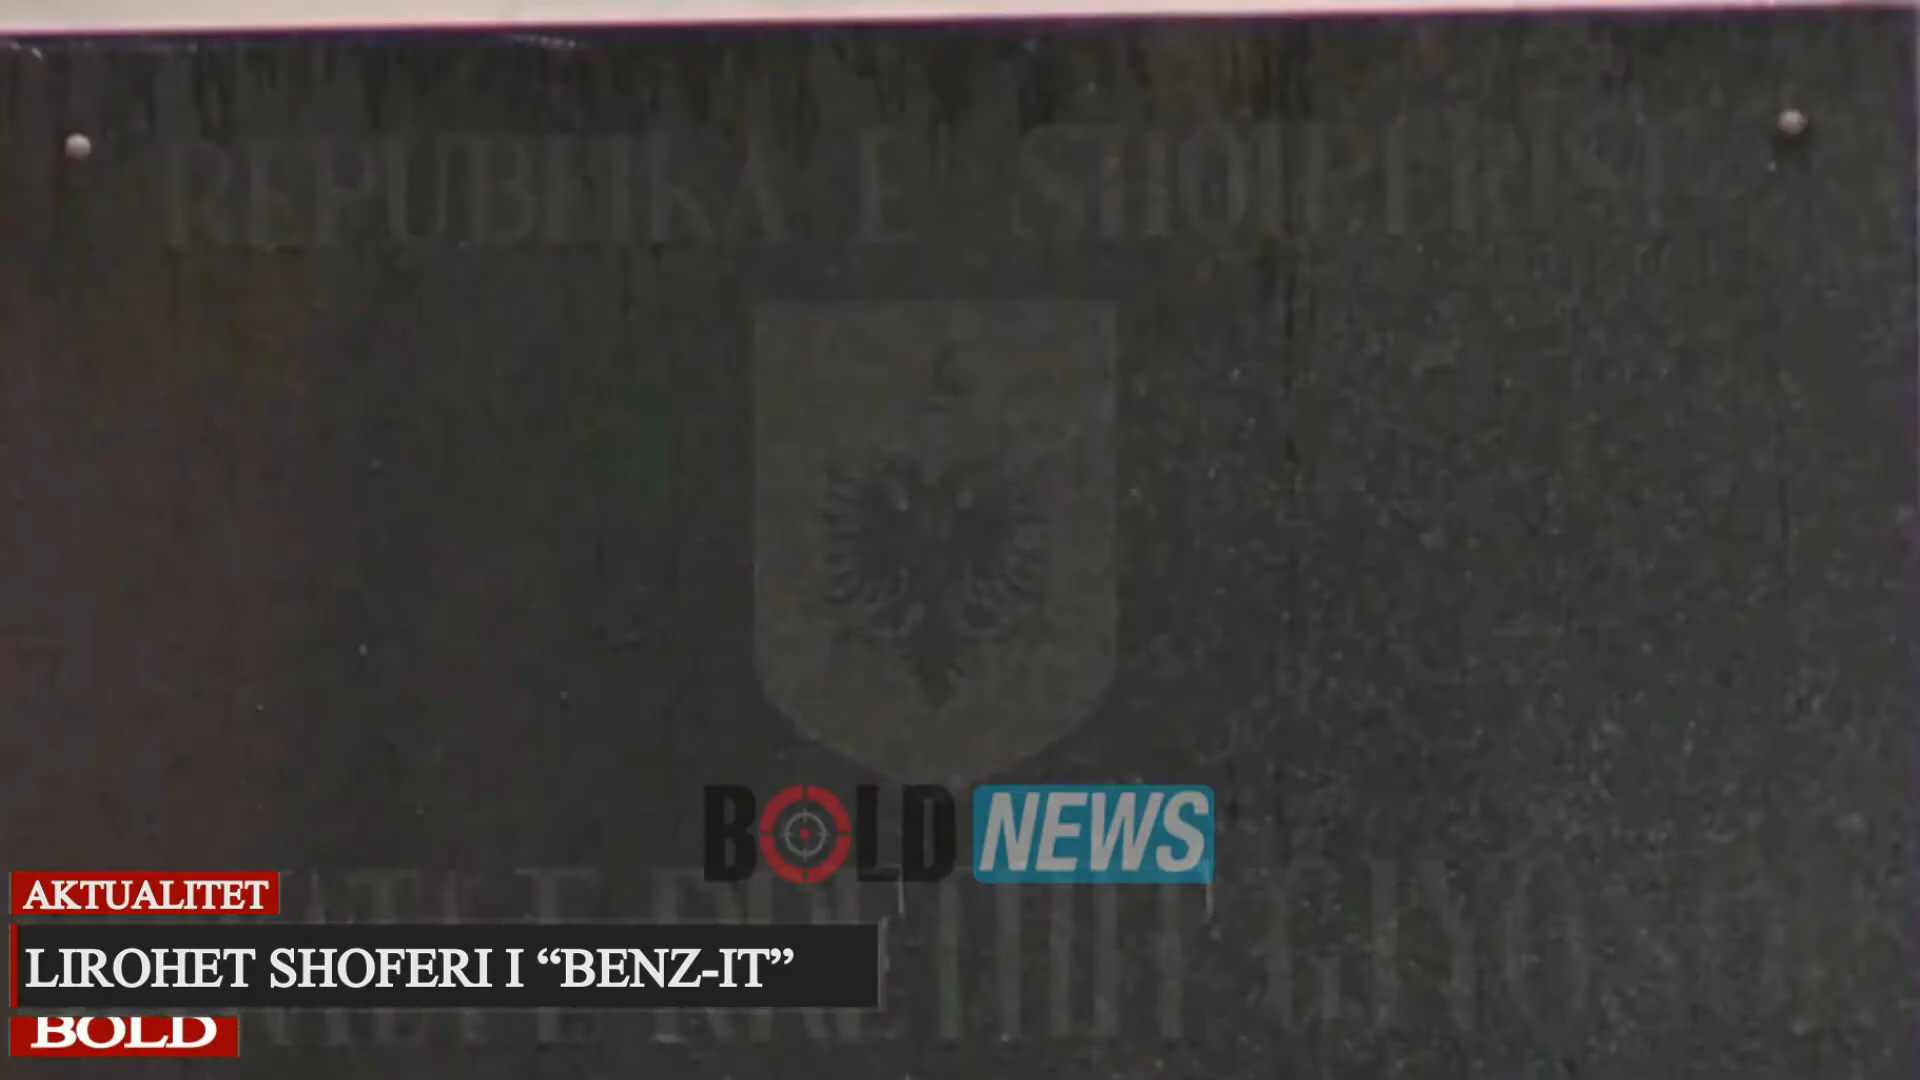 REPUBLIKA E SHQIPERISE
BOLD NEWS
AKTUALITET
LIROHET SHOFERI I “BENZ-IT”
BOLD